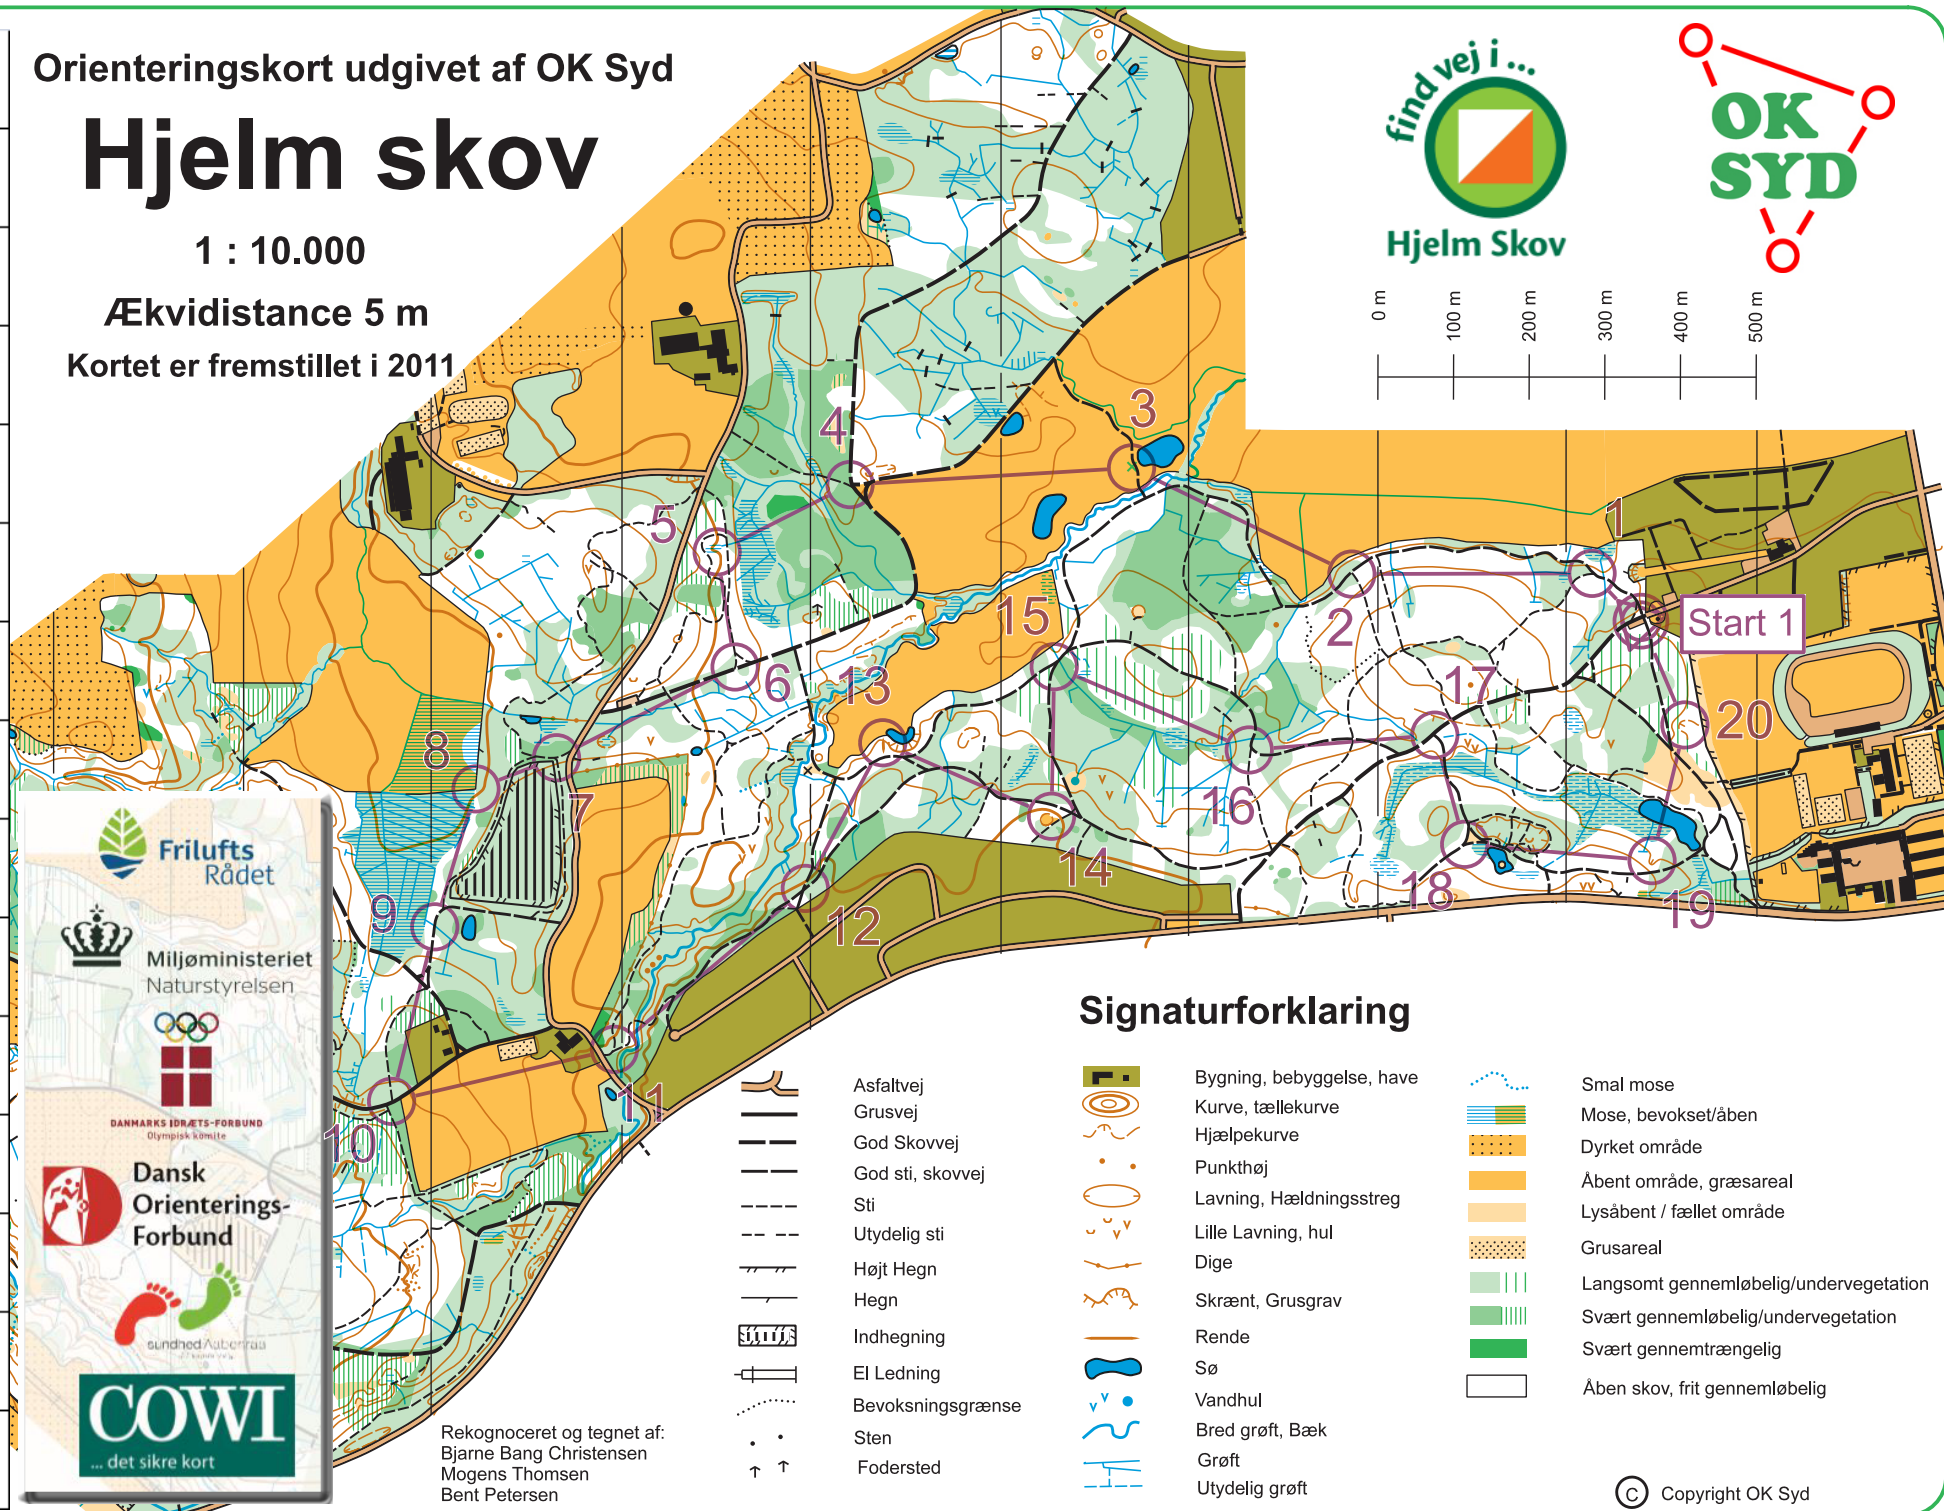 Orienteringskort udgivet af OK Syd
Hjelm skov
1 : 10.000
Ækvidistance 5 m
Kortet er fremstillet i 2011
find vej i ...
Hjelm Skov
OK
SYD
0 m
100 m
200 m
300 m
400 m
500 m
1
2
3
4
5
6
7
8
9
10
11
12
13
14
15
16
17
18
19
20
Start 1
Frilufts
Rådet
Miljøministeriet
Naturstyrelsen
DANMARKS IDRÆTS-FORBUND
Olympisk komite
Dansk
Orienterings-
Forbund
sundhed Aabenraa
COWI
... det sikre kort
Rekognoceret og tegnet af:
Bjarne Bang Christensen
Mogens Thomsen
Bent Petersen
Signaturforklaring
Asfaltvej
Grusvej
God Skovvej
God sti, skovvej
Sti
Utydelig sti
Højt Hegn
Hegn
Indhegning
El Ledning
Bevoksningsgrænse
Sten
Fodersted
Bygning, bebyggelse, have
Kurve, tællekurve
Hjælpekurve
Punkthøj
Lavning, Hældningsstreg
Lille Lavning, hul
Dige
Skrænt, Grusgrav
Rende
Sø
Vandhul
Bred grøft, Bæk
Grøft
Utydelig grøft
Smal mose
Mose, bevokset/åben
Dyrket område
Åbent område, græsareal
Lysåbent / fællet område
Grusareal
Langsomt gennemløbelig/undervegetation
Svært gennemløbelig/undervegetation
Svært gennemtrængelig
Åben skov, frit gennemløbelig
C Copyright OK Syd